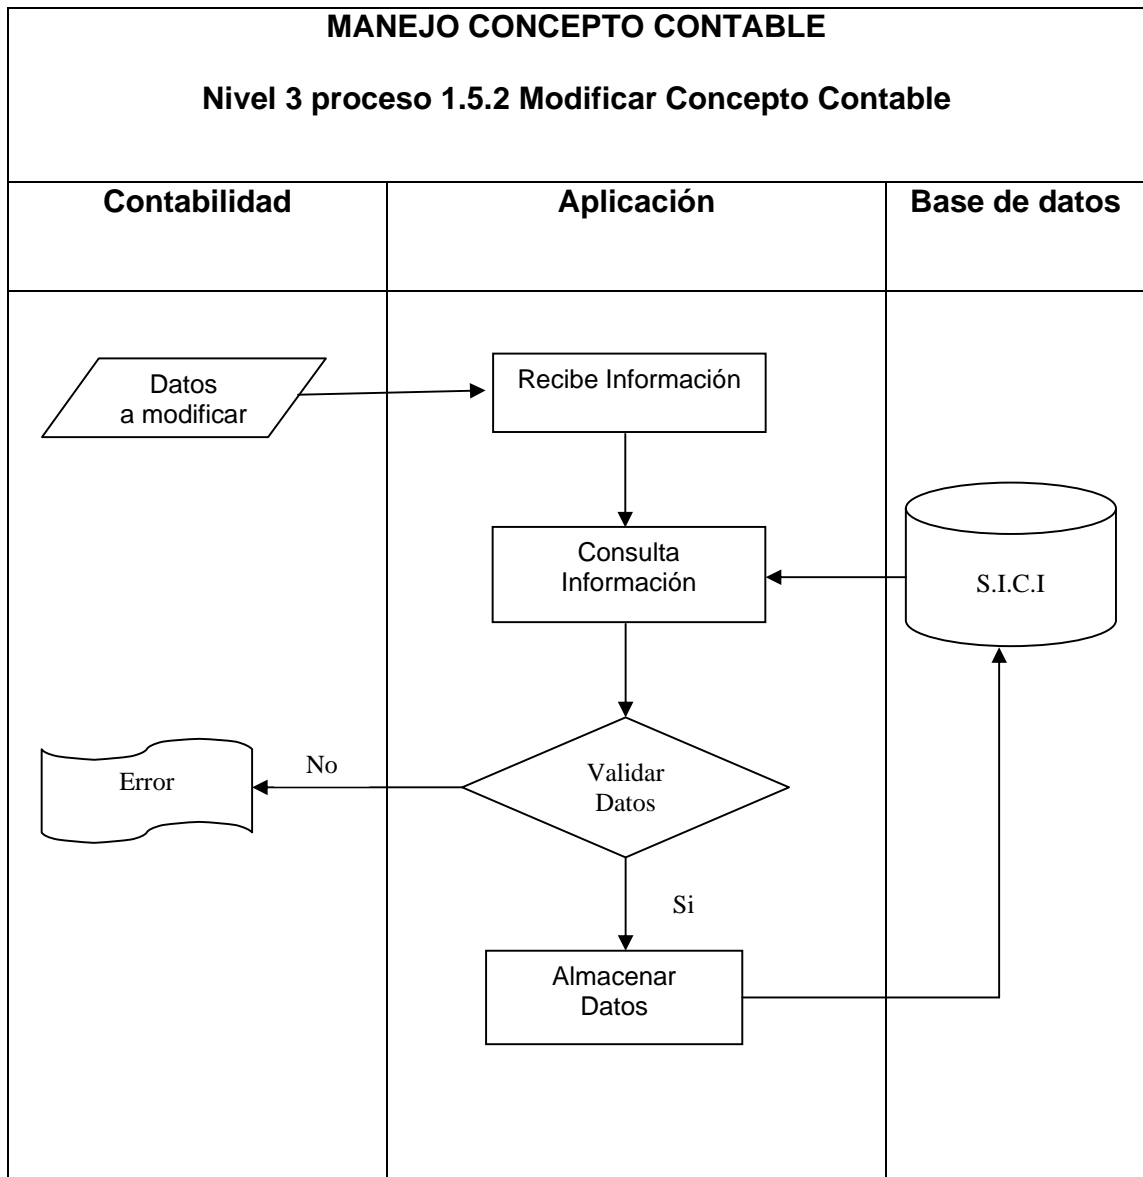 MANEJO CONCEPTO CONTABLE
Nivel 3 proceso 1.5.2 Modificar Concepto Contable
Contabilidad
Aplicación
Base de datos
Datos
a modificar
Recibe Información
Consulta
Información
S.I.C.I
Validar
Datos
No
Error
Si
Almacenar
Datos